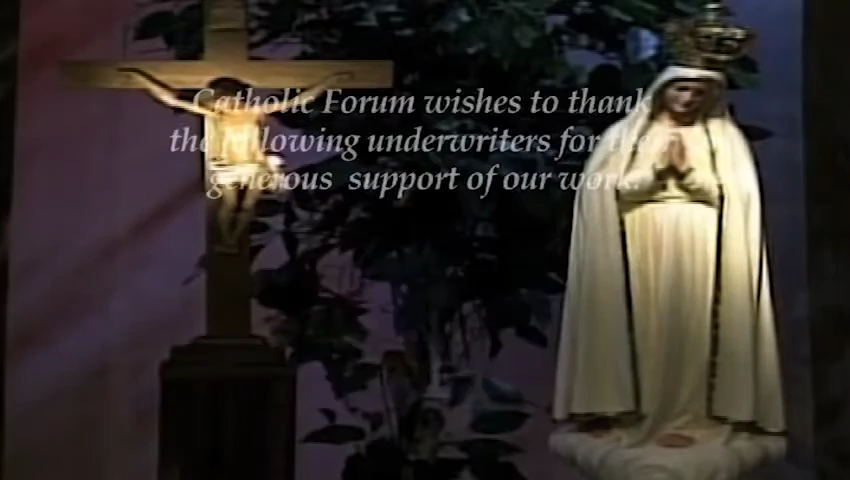 Catholic Forum wishes to thank
the following underwriters for their
generous  support of our work.